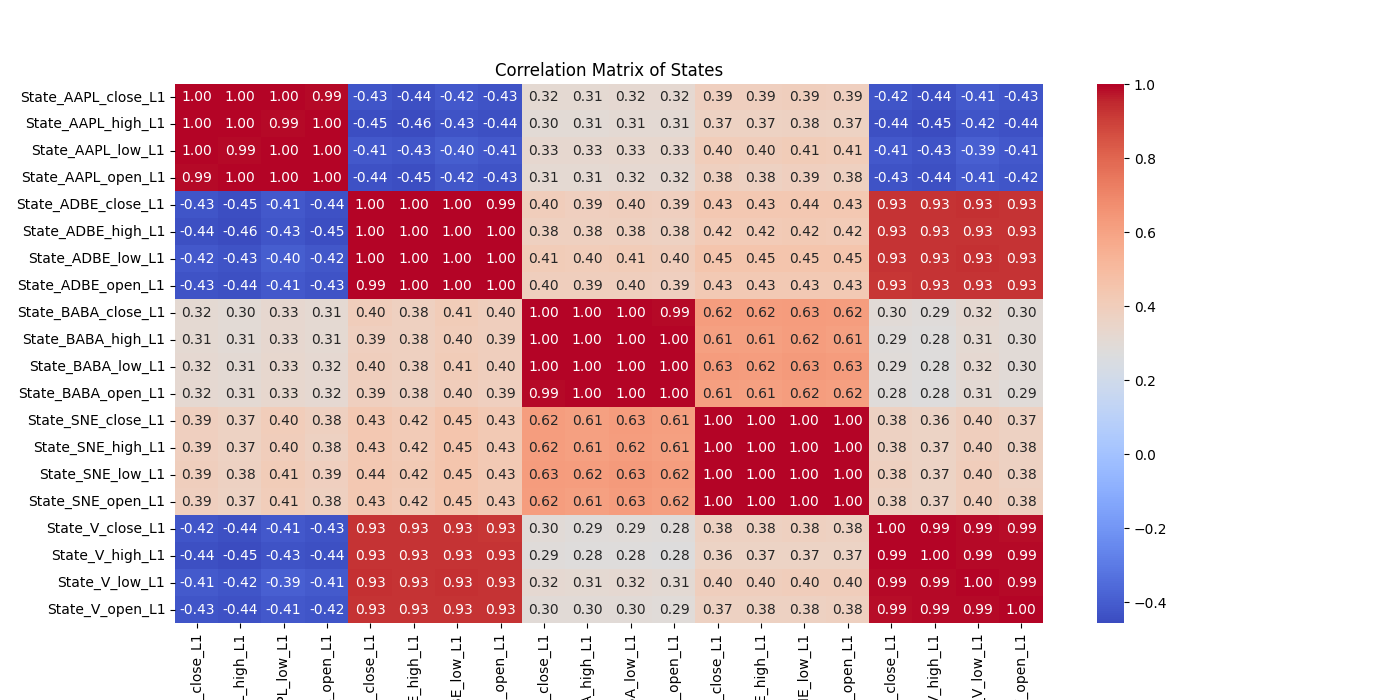 Correlation Matrix of States
State_AAPL_close_L1 1.00 1.00 1.00 0.99 -0.43 -0.44 -0.42 -0.43 0.32 0.31 0.32 0.32 0.39 0.39 0.39 0.39 -0.42 -0.44 -0.41 -0.43
State_AAPL_high_L1 1.00 1.00 0.99 1.00 -0.45 -0.46 -0.43 -0.44 0.30 0.31 0.31 0.31 0.37 0.37 0.38 0.37 -0.44 -0.45 -0.42 -0.44
State_AAPL_low_L1 1.00 0.99 1.00 1.00 -0.41 -0.43 -0.40 -0.41 0.33 0.33 0.33 0.33 0.40 0.40 0.41 0.41 -0.41 -0.43 -0.39 -0.41
State_AAPL_open_L1 0.99 1.00 1.00 1.00 -0.44 -0.45 -0.42 -0.43 0.31 0.31 0.32 0.32 0.38 0.38 0.39 0.38 -0.43 -0.44 -0.41 -0.42
State_ADBE_close_L1 -0.43 -0.45 -0.41 -0.44 1.00 1.00 1.00 0.99 0.40 0.39 0.40 0.39 0.43 0.43 0.44 0.43 0.93 0.93 0.93 0.93
State_ADBE_high_L1 -0.44 -0.46 -0.43 -0.45 1.00 1.00 1.00 1.00 0.38 0.38 0.38 0.38 0.42 0.42 0.42 0.42 0.93 0.93 0.93 0.93
State_ADBE_low_L1 -0.42 -0.43 -0.40 -0.42 1.00 1.00 1.00 1.00 0.41 0.40 0.41 0.40 0.45 0.45 0.45 0.45 0.93 0.93 0.93 0.93
State_ADBE_open_L1 -0.43 -0.44 -0.41 -0.43 0.99 1.00 1.00 1.00 0.40 0.39 0.40 0.39 0.43 0.43 0.43 0.43 0.93 0.93 0.93 0.93
State_BABA_close_L1 0.32 0.30 0.33 0.31 0.40 0.38 0.41 0.40 1.00 1.00 1.00 0.99 0.62 0.62 0.63 0.62 0.30 0.29 0.32 0.30
State_BABA_high_L1 0.31 0.31 0.33 0.31 0.39 0.38 0.40 0.39 1.00 1.00 1.00 1.00 0.61 0.61 0.62 0.61 0.29 0.28 0.31 0.30
State_BABA_low_L1 0.32 0.31 0.33 0.32 0.40 0.38 0.41 0.40 1.00 1.00 1.00 1.00 0.63 0.62 0.63 0.63 0.29 0.28 0.32 0.30
State_BABA_open_L1 0.32 0.31 0.33 0.32 0.39 0.38 0.40 0.39 0.99 1.00 1.00 1.00 0.61 0.61 0.62 0.62 0.28 0.28 0.31 0.29
State_SNE_close_L1 0.39 0.37 0.40 0.38 0.43 0.42 0.45 0.43 0.62 0.61 0.63 0.61 1.00 1.00 1.00 1.00 0.38 0.36 0.40 0.37
State_SNE_high_L1 0.39 0.37 0.40 0.38 0.43 0.42 0.45 0.43 0.62 0.61 0.62 0.61 1.00 1.00 1.00 1.00 0.38 0.37 0.40 0.38
State_SNE_low_L1 0.39 0.38 0.41 0.39 0.44 0.42 0.45 0.43 0.63 0.62 0.63 0.62 1.00 1.00 1.00 1.00 0.38 0.37 0.40 0.38
State_SNE_open_L1 0.39 0.37 0.41 0.38 0.43 0.42 0.45 0.43 0.62 0.61 0.63 0.62 1.00 1.00 1.00 1.00 0.38 0.37 0.40 0.38
State_V_close_L1 -0.42 -0.44 -0.41 -0.43 0.93 0.93 0.93 0.93 0.30 0.29 0.29 0.28 0.38 0.38 0.38 0.38 1.00 0.99 0.99 0.99
State_V_high_L1 -0.44 -0.45 -0.43 -0.44 0.93 0.93 0.93 0.93 0.29 0.28 0.28 0.28 0.36 0.37 0.37 0.37 0.99 1.00 0.99 0.99
State_V_low_L1 -0.41 -0.42 -0.39 -0.41 0.93 0.93 0.93 0.93 0.32 0.31 0.32 0.31 0.40 0.40 0.40 0.40 0.99 0.99 1.00 0.99
State_V_open_L1 -0.43 -0.44 -0.41 -0.42 0.93 0.93 0.93 0.93 0.30 0.30 0.30 0.29 0.37 0.38 0.38 0.38 0.99 0.99 0.99 1.00
_close_L1
_high_L1
PL_low_L1
_open_L1
_close_L1
E_high_L1
BE_low_L1
_open_L1
_close_L1
A_high_L1
A_low_L1
_open_L1
_close_L1
E_high_L1
NE_low_L1
_open_L1
_close_L1
V_high_L1
_V_low_L1
_open_L1
1.0
0.8
0.6
0.4
0.2
0.0
−0.2
−0.4